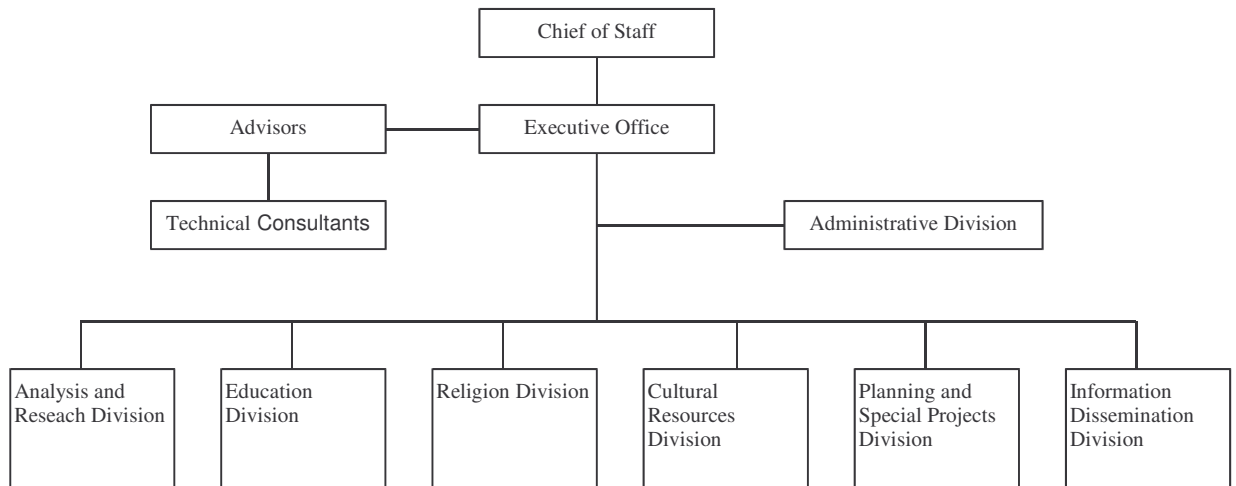 Chief of Staff
Advisors
Executive Office
Technical Consultants
Administrative Division
Analysis and
Reseach Division
Education
Division
Religion Division
Cultural
Resources
Division
Planning and
Special Projects
Division
Information
Dissemination
Division